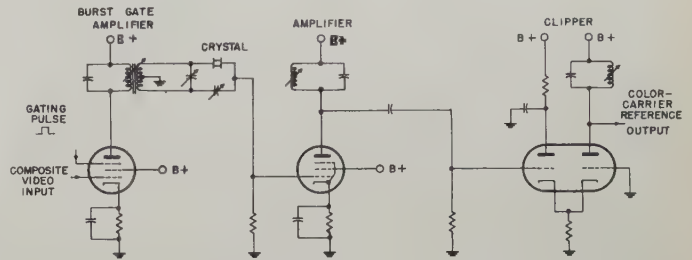 BURST GATE
AMPLIFIER
B+
CRYSTAL
GATING
PULSE
COMPOSITE
VIDEO
INPUT
B+
AMPLIFIER
B+
B+
CLIPPER
B+
B+
COLOR-
CARRIER
REFERENCE
OUTPUT